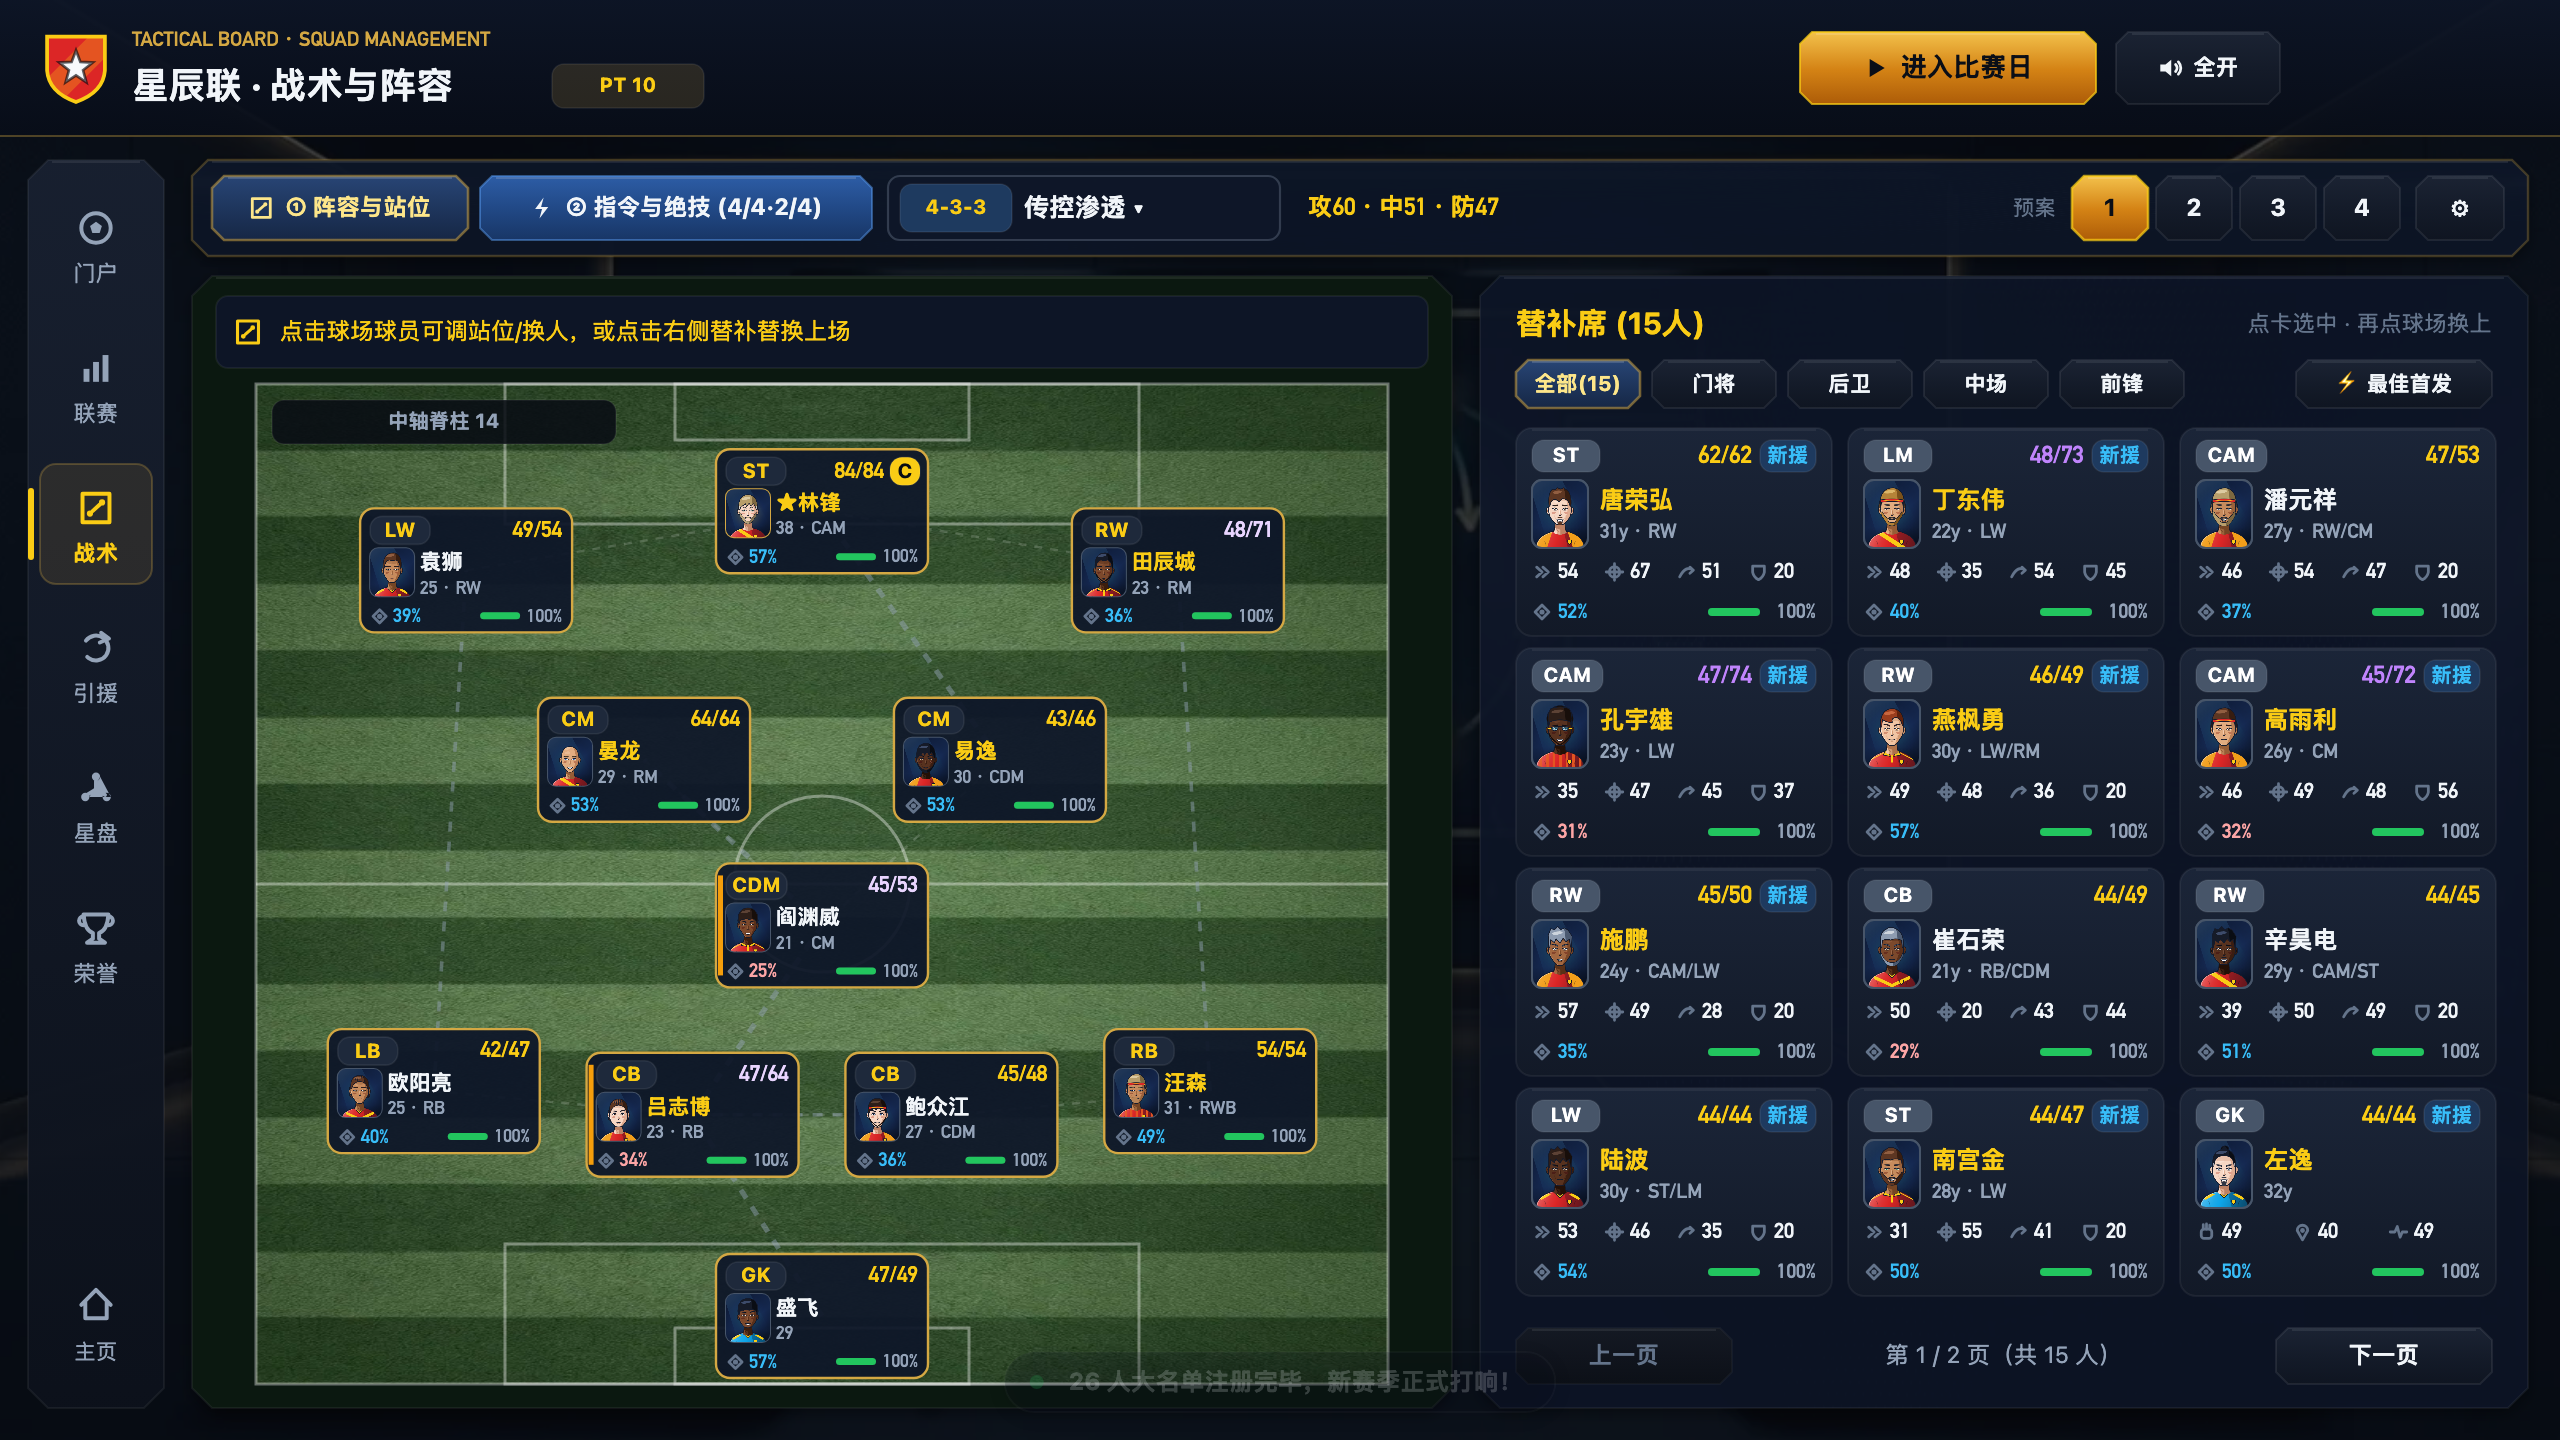 TACTICAL BOARD · SQUAD MANAGEMENT
星辰联 · 战术与阵容
PT 10
▶ 进入比赛日
全开
门户
联赛
战术
引援
星盘
荣誉
主页
① 阵容与站位
② 指令与绝技 (4/4·2/4)
4-3-3 传控渗透 ▾
攻60 · 中51 · 防47
预案 1 2 3 4
点击球场球员可调站位/换人，或点击右侧替补替换上场
中轴脊柱 14
ST 84/84 C
★林锋
38 · CAM
57% 100%
LW 49/54
袁狮
25 · RW
39% 100%
RW 48/71
田辰城
23 · RM
36% 100%
CM 64/64
晏龙
29 · RM
53% 100%
CM 43/46
易逸
30 · CDM
53% 100%
CDM 45/53
阎渊威
21 · CM
25% 100%
LB 42/47
欧阳亮
25 · RB
40% 100%
CB 47/64
吕志博
23 · RB
34% 100%
CB 45/48
鲍众江
27 · CDM
36% 100%
RB 54/54
汪森
31 · RWB
49% 100%
GK 47/49
盛飞
29
57% 100%
26 人大名单注册完毕，新赛季正式打响！
替补席 (15人)
点卡选中 · 再点球场换上
全部(15) 门将 后卫 中场 前锋
⚡ 最佳首发
ST 62/62 新援
唐荣弘
31y · RW
54 67 51 20
52% 100%
LM 48/73 新援
丁东伟
22y · LW
48 35 54 45
40% 100%
CAM 47/53
潘元祥
27y · RW/CM
46 54 47 20
37% 100%
CAM 47/74 新援
孔宇雄
23y · LW
35 47 45 37
31% 100%
RW 46/49 新援
燕枫勇
30y · LW/RM
49 48 36 20
57% 100%
CAM 45/72 新援
高雨利
26y · CM
46 49 48 56
32% 100%
RW 45/50 新援
施鹏
24y · CAM/LW
57 49 28 20
35% 100%
CB 44/49
崔石荣
21y · RB/CDM
50 20 43 44
29% 100%
RW 44/45
辛昊电
29y · CAM/ST
39 50 49 20
51% 100%
LW 44/44 新援
陆波
30y · ST/LM
53 46 35 20
54% 100%
ST 44/47 新援
南宫金
28y · LW
31 55 41 20
50% 100%
GK 44/44 新援
左逸
32y
49 40 49
50% 100%
上一页
第 1 / 2 页（共 15 人）
下一页